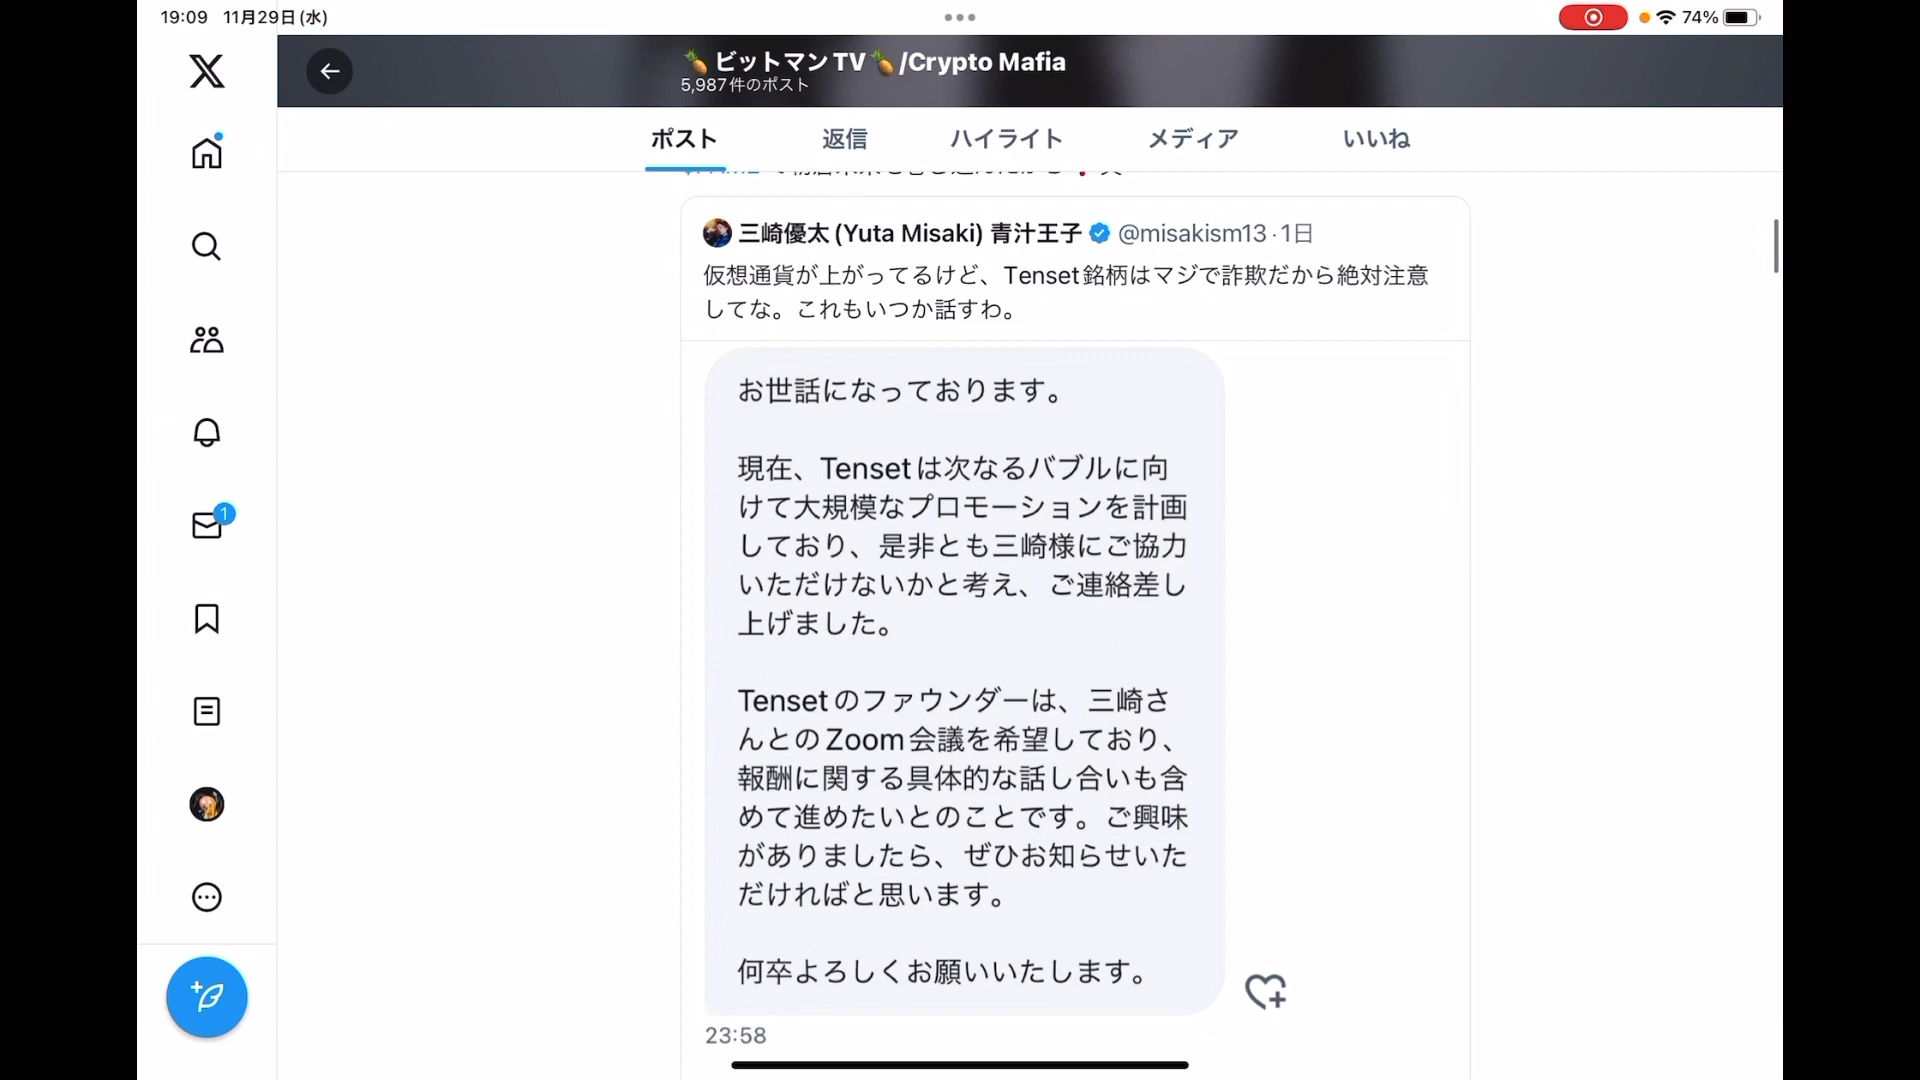 19:09 11月29日(水)
74%
🍍ビットマンTV🍍/Crypto Mafia
5,987件のポスト
ポスト 返信 ハイライト メディア いいね
三崎優太(Yuta Misaki) 青汁王子 @misakism13·1日
仮想通貨が上がってるけど、Tenset銘柄はマジで詐欺だから絶対注意
してな。これもいつか話すわ。
お世話になっております。
現在、Tensetは次なるバブルに向
けて大規模なプロモーションを計画
しており、是非とも三崎様にご協力
いただけないかと考え、ご連絡差し
上げました。
Tensetのファウンダーは、三崎さ
んとのZoom会議を希望しており、
報酬に関する具体的な話し合いも含
めて進めたいとのことです。ご興味
がありましたら、ぜひお知らせいた
だければと思います。
何卒よろしくお願いいたします。
23:58
1